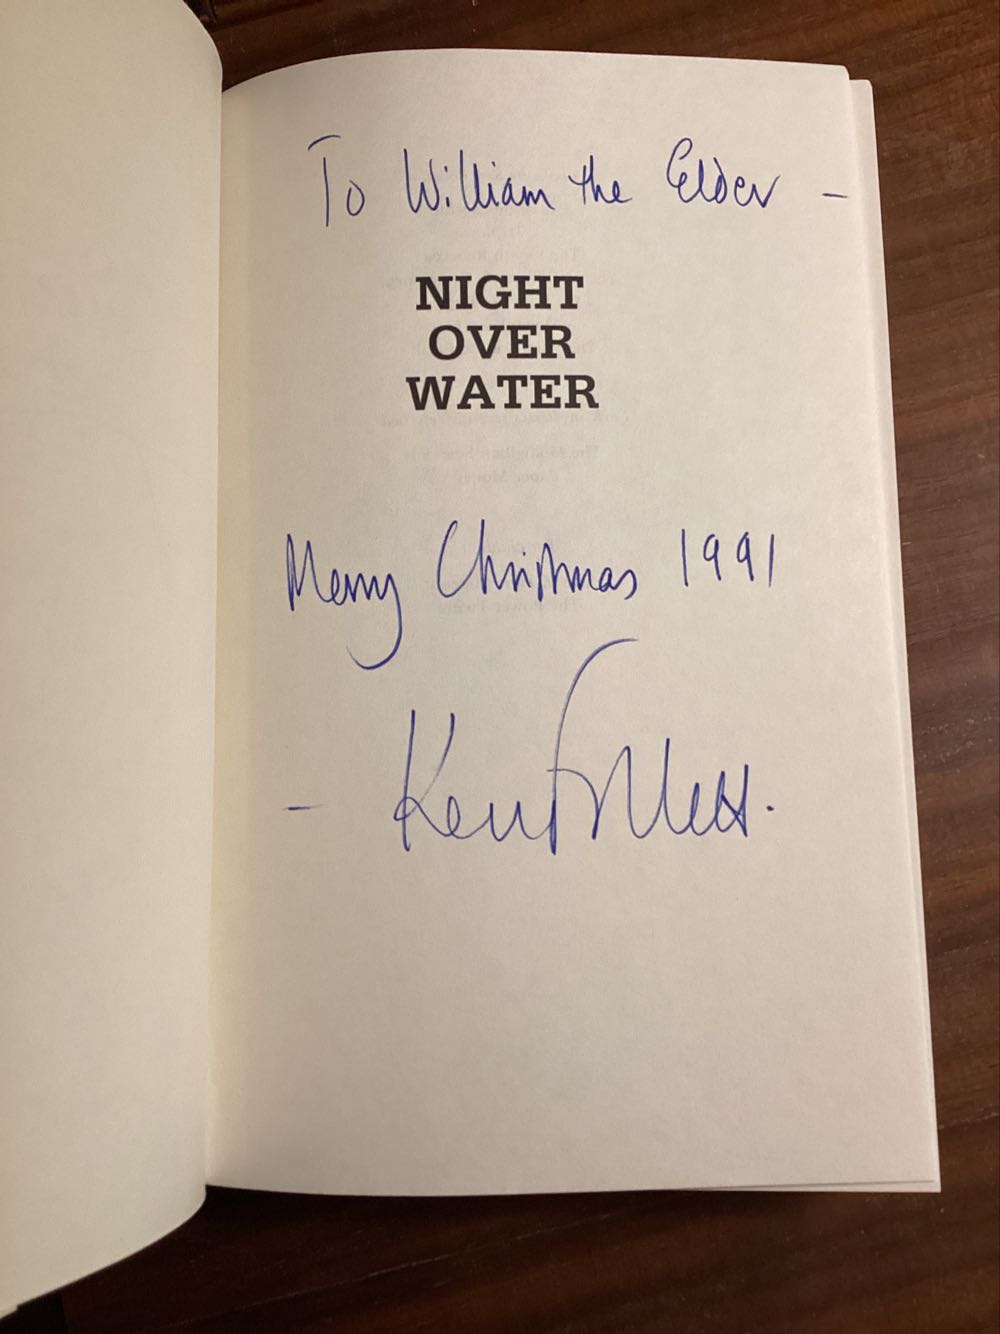 To William the Elder –
NIGHT
OVER
WATER
Merry Christmas 1991
– Ken Follett.